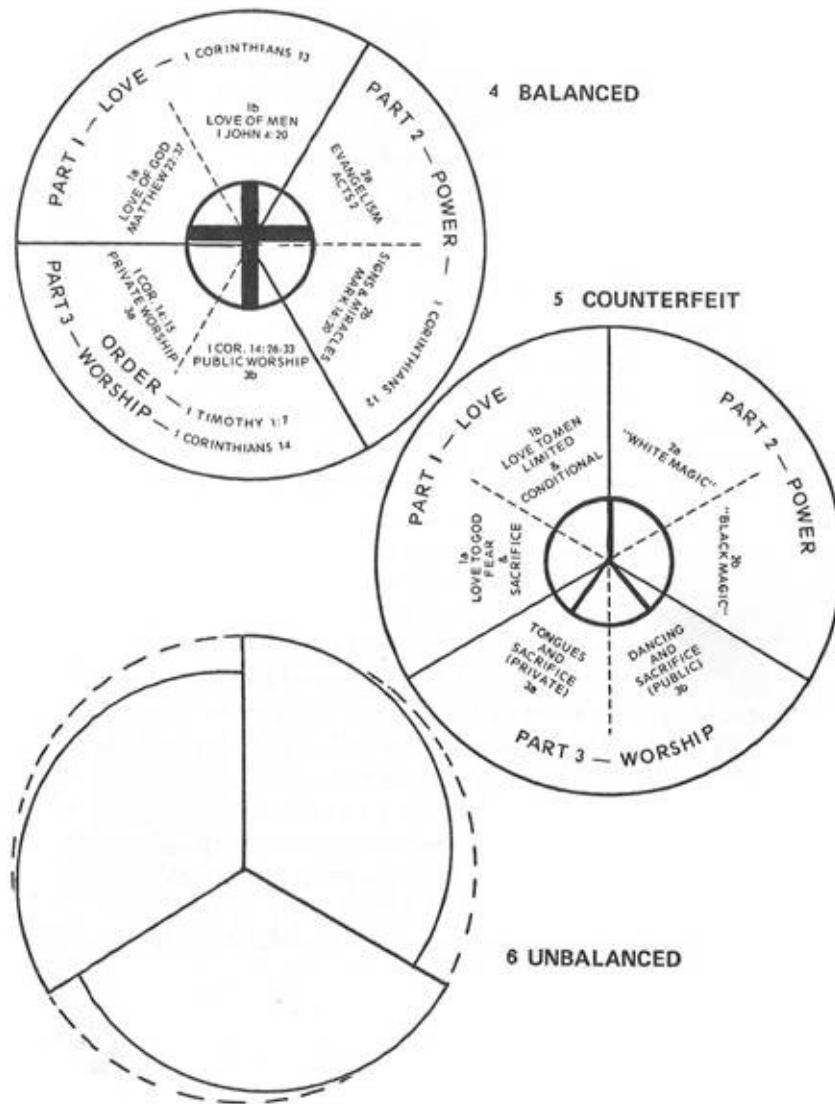 4 BALANCED
PART 1 — LOVE — I CORINTHIANS 13
1a
LOVE OF GOD
MATTHEW 22:37
1b
LOVE OF MEN
I JOHN 4:20
PART 2 — POWER — I CORINTHIANS 12
2a
EVANGELISM
ACTS 2
2b
SIGNS & MIRACLES
MARK 16:20
I COR. 14:15
PRIVATE WORSHIP
3a
I COR. 14:26-33
PUBLIC WORSHIP
3b
ORDER — I TIMOTHY 1:7
PART 3 — WORSHIP — I CORINTHIANS 14
5 COUNTERFEIT
PART 1 — LOVE
1a
LOVE TO GOD
FEAR
&
SACRIFICE
1b
LOVE TO MEN
LIMITED
&
CONDITIONAL
PART 2 — POWER
2a
"WHITE MAGIC"
2b
"BLACK MAGIC"
TONGUES
AND
SACRIFICE
(PRIVATE)
3a
DANCING
AND
SACRIFICE
(PUBLIC)
3b
PART 3 — WORSHIP
6 UNBALANCED